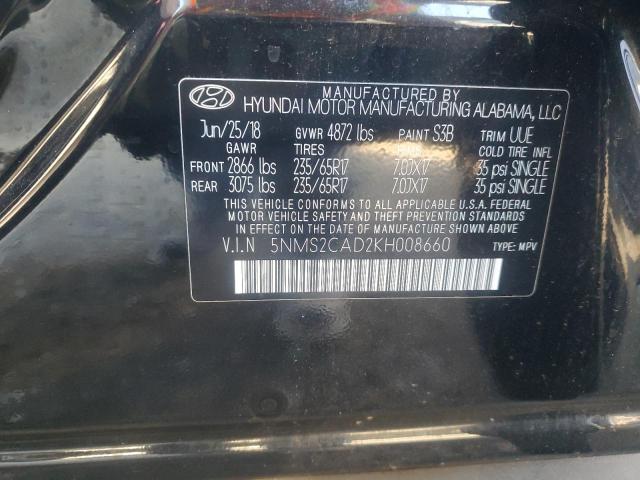 MANUFACTURED BY
HYUNDAI MOTOR MANUFACTURING ALABAMA, LLC
Jun/25/18 GVWR 4872 lbs PAINT S3B TRIM UUE
GAWR TIRES RIMS COLD TIRE INFL
FRONT 2866 lbs 235/65R17 7.0JX17 35 psi SINGLE
REAR 3075 lbs 235/65R17 7.0JX17 35 psi SINGLE
THIS VEHICLE CONFORMS TO ALL APPLICABLE U.S.A. FEDERAL
MOTOR VEHICLE SAFETY AND THEFT PREVENTION STANDARDS
IN EFFECT ON THE DATE OF MANUFACTURE SHOWN ABOVE.
V.I.N 5NMS2CAD2KH008660
TYPE: MPV